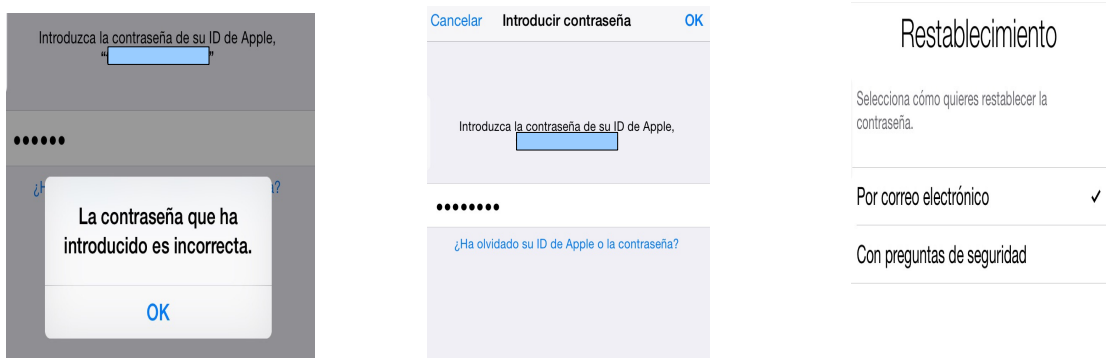 Introduzca la contraseña de su ID de Apple,
“ ”
¿H a?
La contraseña que ha
introducido es incorrecta.
OK
Cancelar Introducir contraseña OK
Introduzca la contraseña de su ID de Apple,
¿Ha olvidado su ID de Apple o la contraseña?
Restablecimiento
Selecciona cómo quieres restablecer la
contraseña.
Por correo electrónico ✓
Con preguntas de seguridad